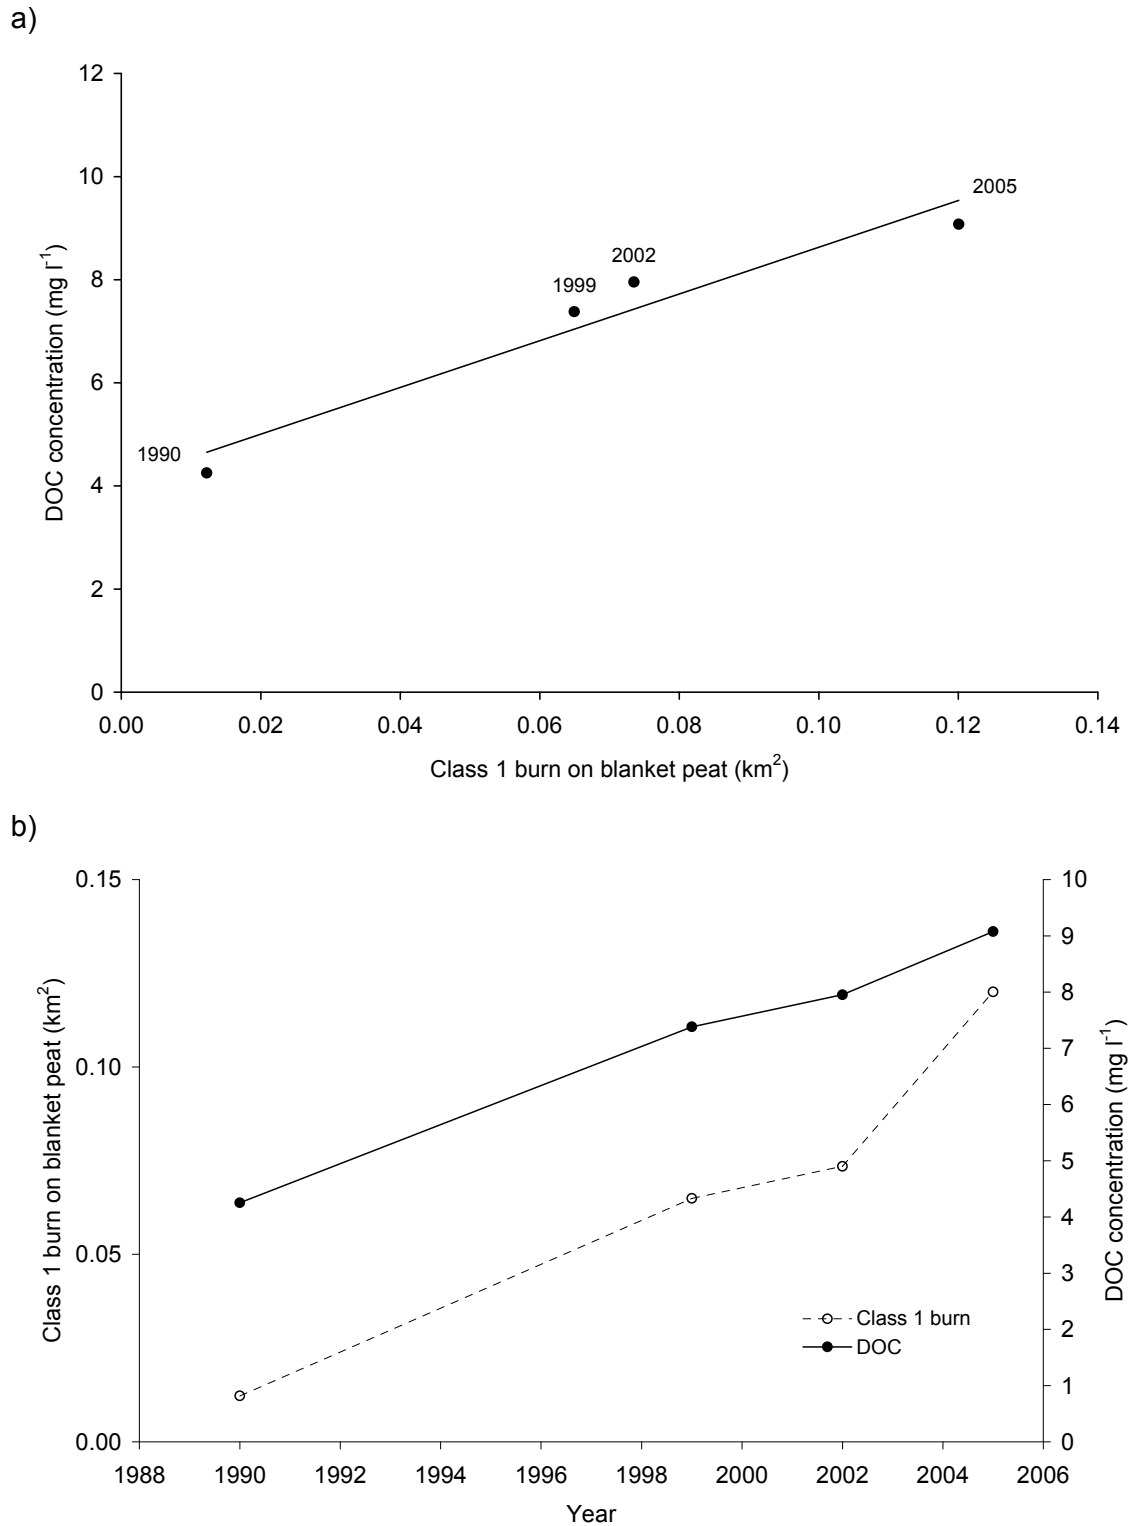 a)
12
10
8
6
4
2
0
DOC concentration (mg l⁻¹)
1990
1999
2002
2005
0.00 0.02 0.04 0.06 0.08 0.10 0.12 0.14
Class 1 burn on blanket peat (km²)
b)
0.15
0.10
0.05
0.00
Class 1 burn on blanket peat (km²)
10
9
8
7
6
5
4
3
2
1
0
DOC concentration (mg l⁻¹)
Class 1 burn
DOC
1988 1990 1992 1994 1996 1998 2000 2002 2004 2006
Year